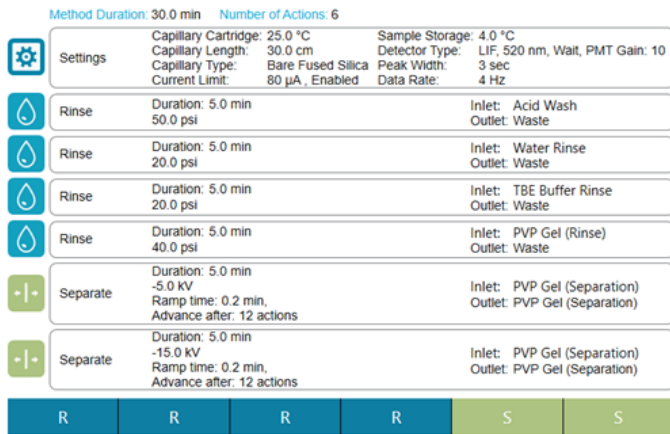 Method Duration: 30.0 min Number of Actions: 6
Settings
Capillary Cartridge: 25.0 °C Sample Storage: 4.0 °C
Capillary Length: 30.0 cm Detector Type: LIF, 520 nm, Wait, PMT Gain: 10
Capillary Type: Bare Fused Silica Peak Width: 3 sec
Current Limit: 80 µA , Enabled Data Rate: 4 Hz
Rinse
Duration: 5.0 min Inlet: Acid Wash
50.0 psi Outlet: Waste
Rinse
Duration: 5.0 min Inlet: Water Rinse
20.0 psi Outlet: Waste
Rinse
Duration: 5.0 min Inlet: TBE Buffer Rinse
20.0 psi Outlet: Waste
Rinse
Duration: 5.0 min Inlet: PVP Gel (Rinse)
40.0 psi Outlet: Waste
Separate
Duration: 5.0 min
-5.0 kV Inlet: PVP Gel (Separation)
Ramp time: 0.2 min, Outlet: PVP Gel (Separation)
Advance after: 12 actions
Separate
Duration: 5.0 min
-15.0 kV Inlet: PVP Gel (Separation)
Ramp time: 0.2 min, Outlet: PVP Gel (Separation)
Advance after: 12 actions
R R R R S S